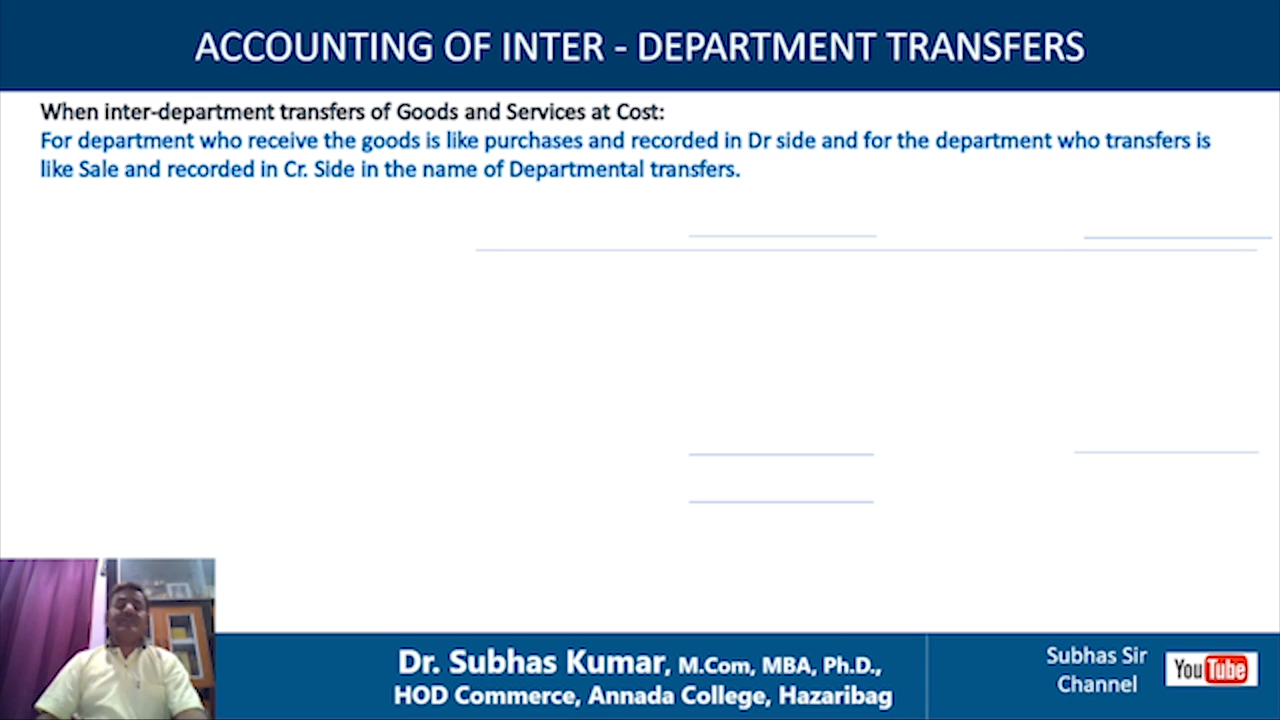 ACCOUNTING OF INTER - DEPARTMENT TRANSFERS
When inter-department transfers of Goods and Services at Cost:
For department who receive the goods is like purchases and recorded in Dr side and for the department who transfers is
like Sale and recorded in Cr. Side in the name of Departmental transfers.
Dr. Subhas Kumar, M.Com, MBA, Ph.D.,
HOD Commerce, Annada College, Hazaribag
Subhas Sir
Channel
YouTube